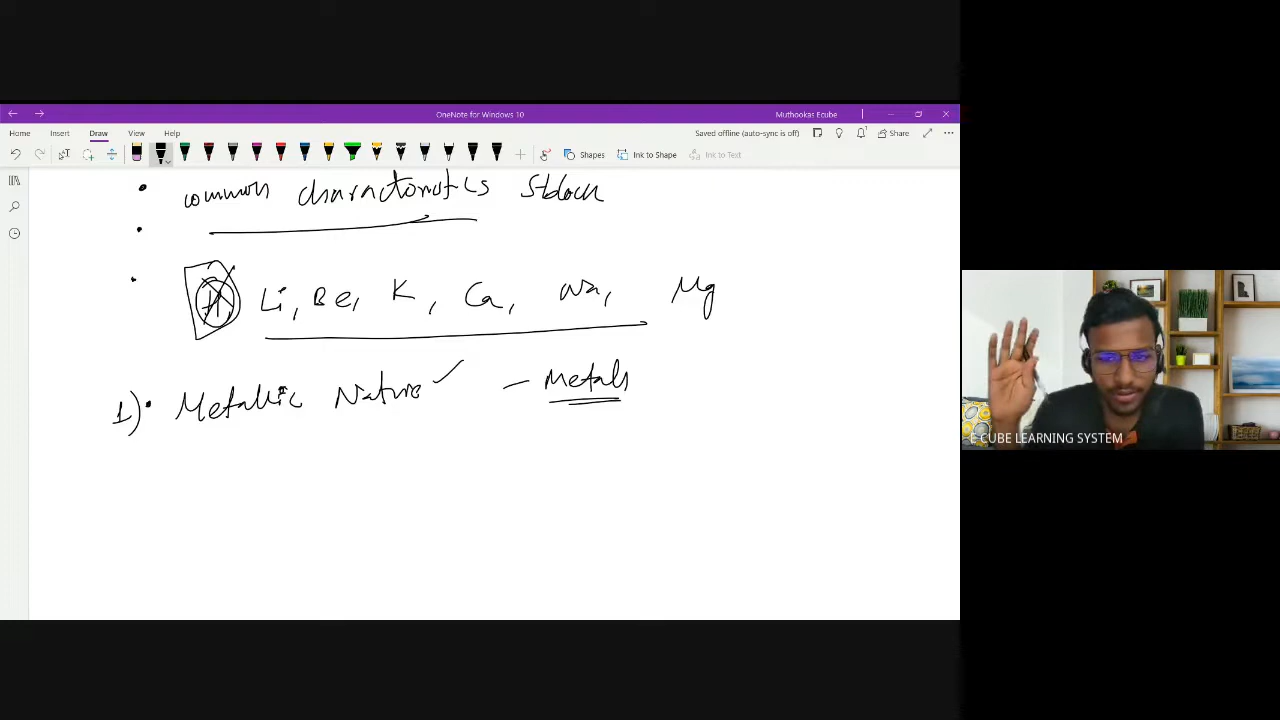 OneNote for Windows 10
Muthookas Ecube
Home Insert Draw View Help
Saved offline (auto-sync is off)
Share
Shapes
Ink to Shape
Ink to Text
• common characteristics
•
• H Li, Be, K, Ca, Na, Mg
1) • Metallic Nature ✓ – Metals
E CUBE LEARNING SYSTEM